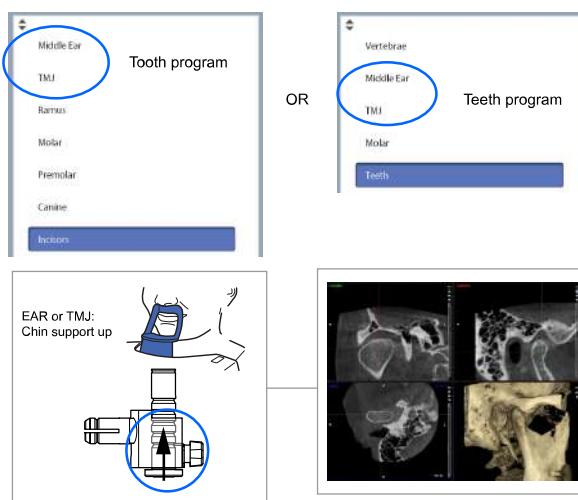 Middle Ear
TMJ
Ramus
Molar
Premolar
Canine
Incisors
Tooth program
OR
Vertebrae
Middle Ear
TMJ
Molar
Teeth
Teeth program
EAR or TMJ:
Chin support up